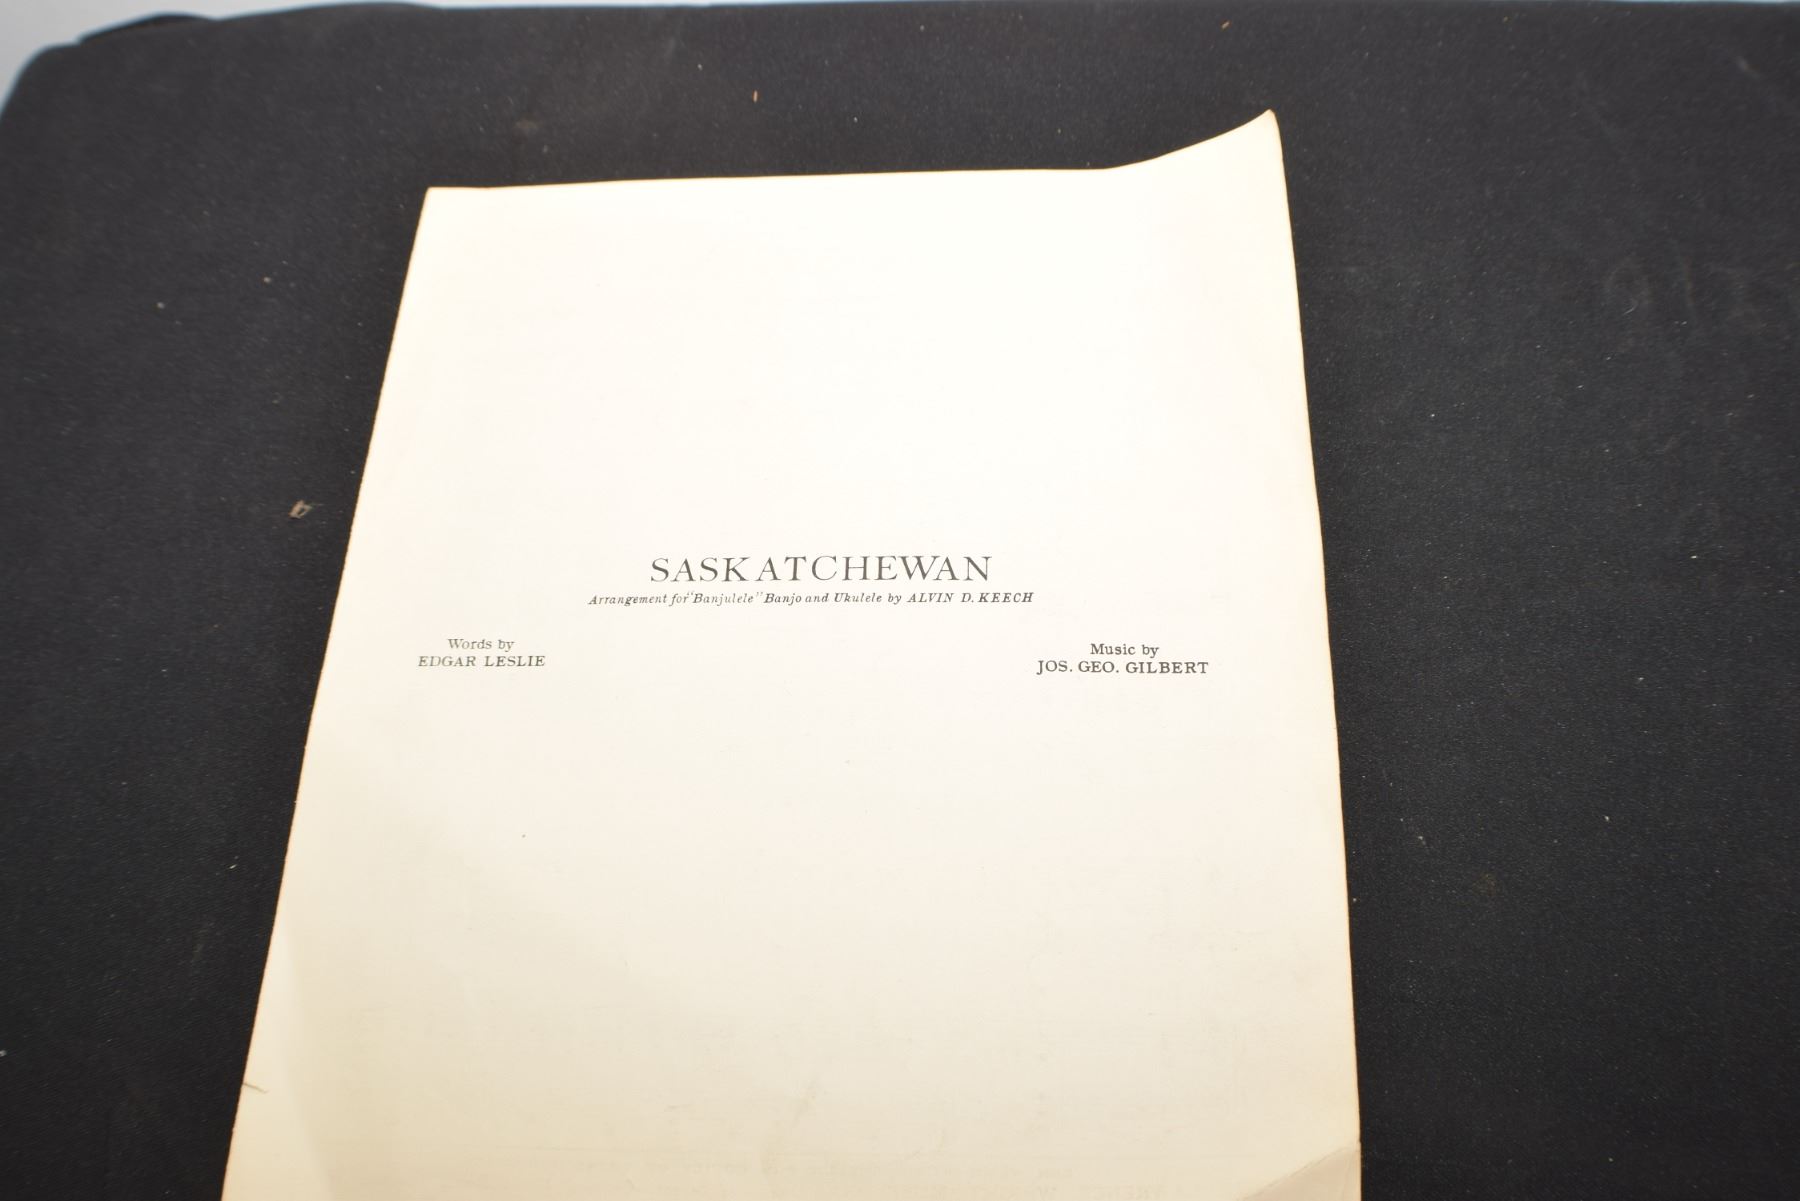 SASKATCHEWAN
Arrangement for "Banjulele" Banjo and Ukulele by ALVIN D. KEECH
Words by
EDGAR LESLIE
Music by
JOS. GEO. GILBERT